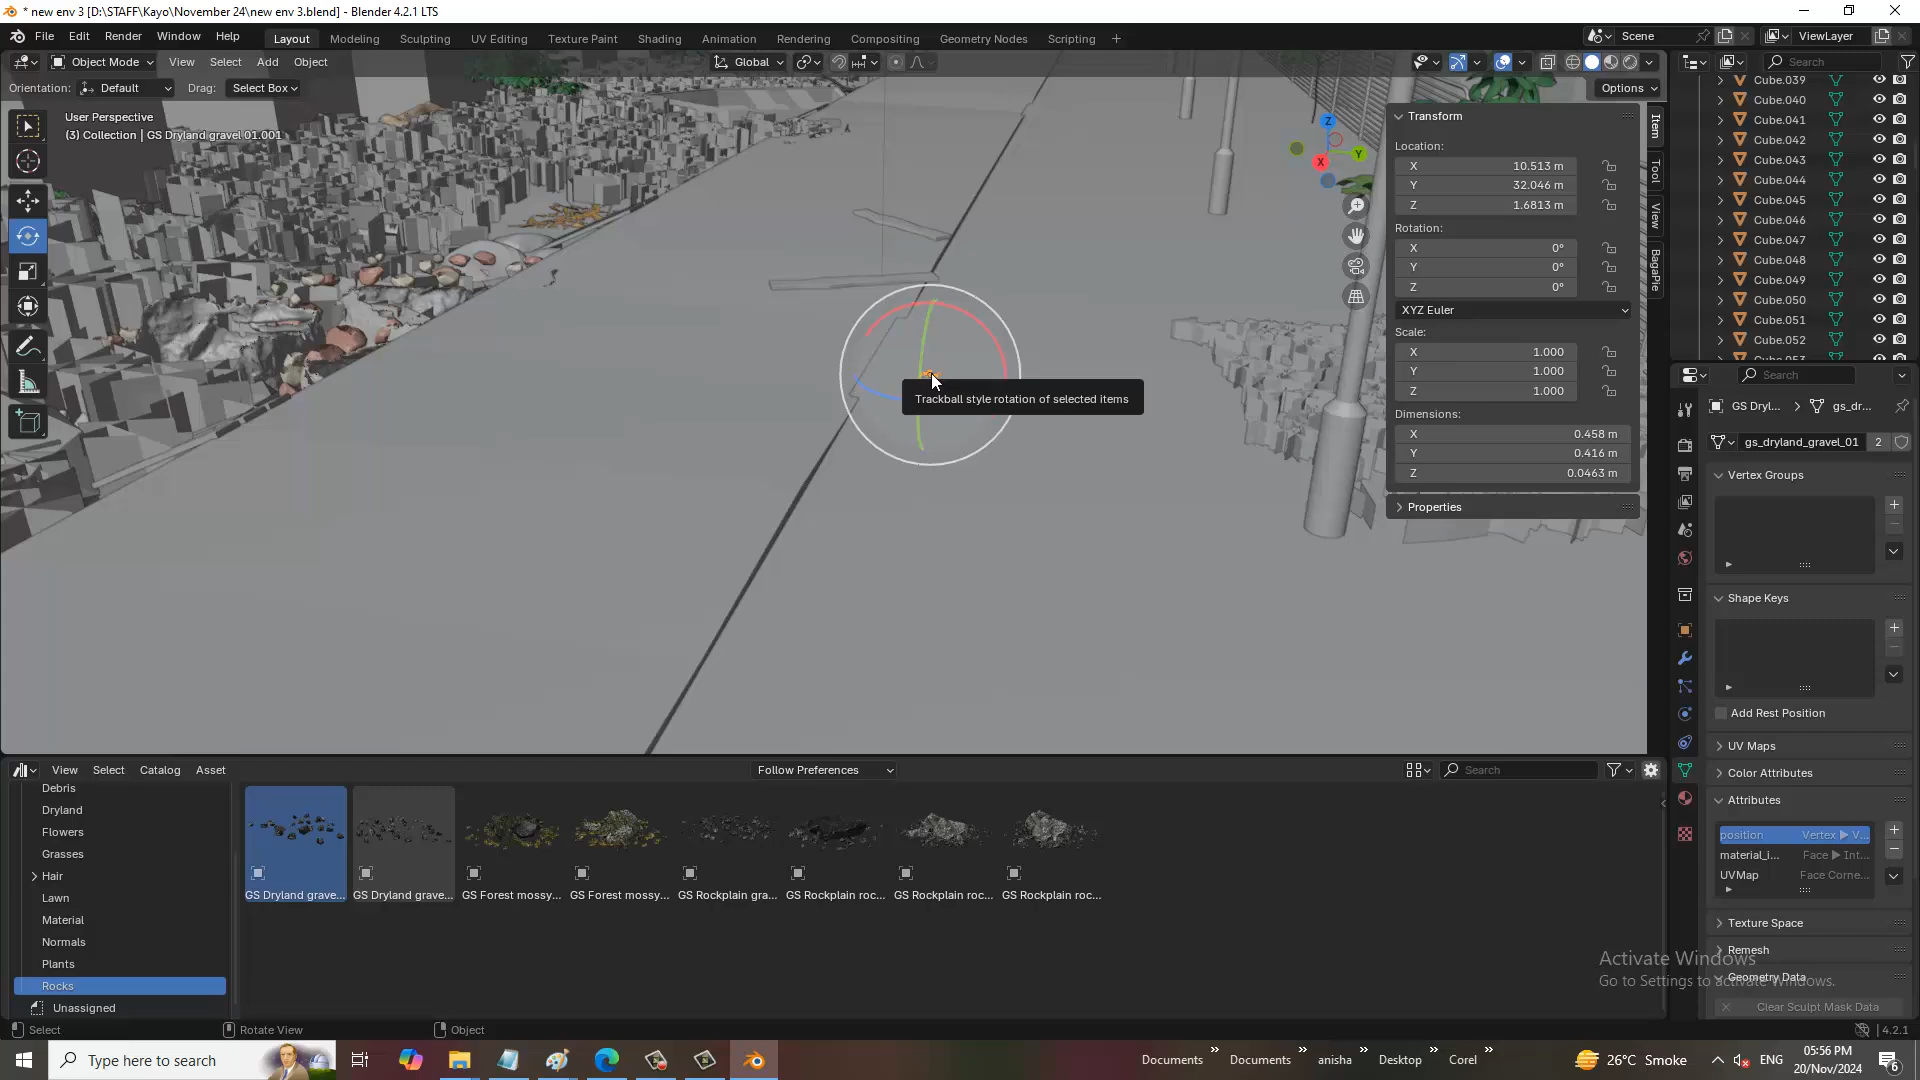 * new env 3 [D:\STAFF\Kayo\November 24\new env 3.blend] - Blender 4.2.1 LTS
File Edit Render Window Help Layout Modeling Sculpting UV Editing Texture Paint Shading Animation Rendering Compositing Geometry Nodes Scripting + Scene ViewLayer
Object Mode View Select Add Object Global Search
Orientation: Default Drag: Select Box Options
User Perspective
(3) Collection | GS Dryland gravel 01.001
Z
Y
X
Trackball style rotation of selected items
Transform
Location:
X 10.513 m
Y 32.046 m
Z 1.6813 m
Rotation:
X 0°
Y 0°
Z 0°
XYZ Euler
Scale:
X 1.000
Y 1.000
Z 1.000
Dimensions:
X 0.458 m
Y 0.416 m
Z 0.0463 m
Properties
Item
Tool
View
BagaPie
Cube.039
Cube.040
Cube.041
Cube.042
Cube.043
Cube.044
Cube.045
Cube.046
Cube.047
Cube.048
Cube.049
Cube.050
Cube.051
Cube.052
Search
GS Dryl... gs_dr...
gs_dryland_gravel_01 2
Vertex Groups
Shape Keys
Add Rest Position
UV Maps
Color Attributes
Attributes
position Vertex ▶ V...
material_i... Face ▶ Int...
UVMap Face Corne...
Texture Space
Remesh
Geometry Data
Clear Sculpt Mask Data
Activate Windows
Go to Settings to activate Windows.
View Select Catalog Asset Follow Preferences Search
Debris
Dryland
Flowers
Grasses
Hair
Lawn
Material
Normals
Plants
Rocks
Unassigned
GS Dryland grave... GS Dryland grave... GS Forest mossy... GS Forest mossy... GS Rockplain gra... GS Rockplain roc... GS Rockplain roc... GS Rockplain roc...
Select Rotate View Object 4.2.1
Type here to search Documents Documents anisha Desktop Corel 26°C Smoke ENG 05:56 PM
20/Nov/2024 6